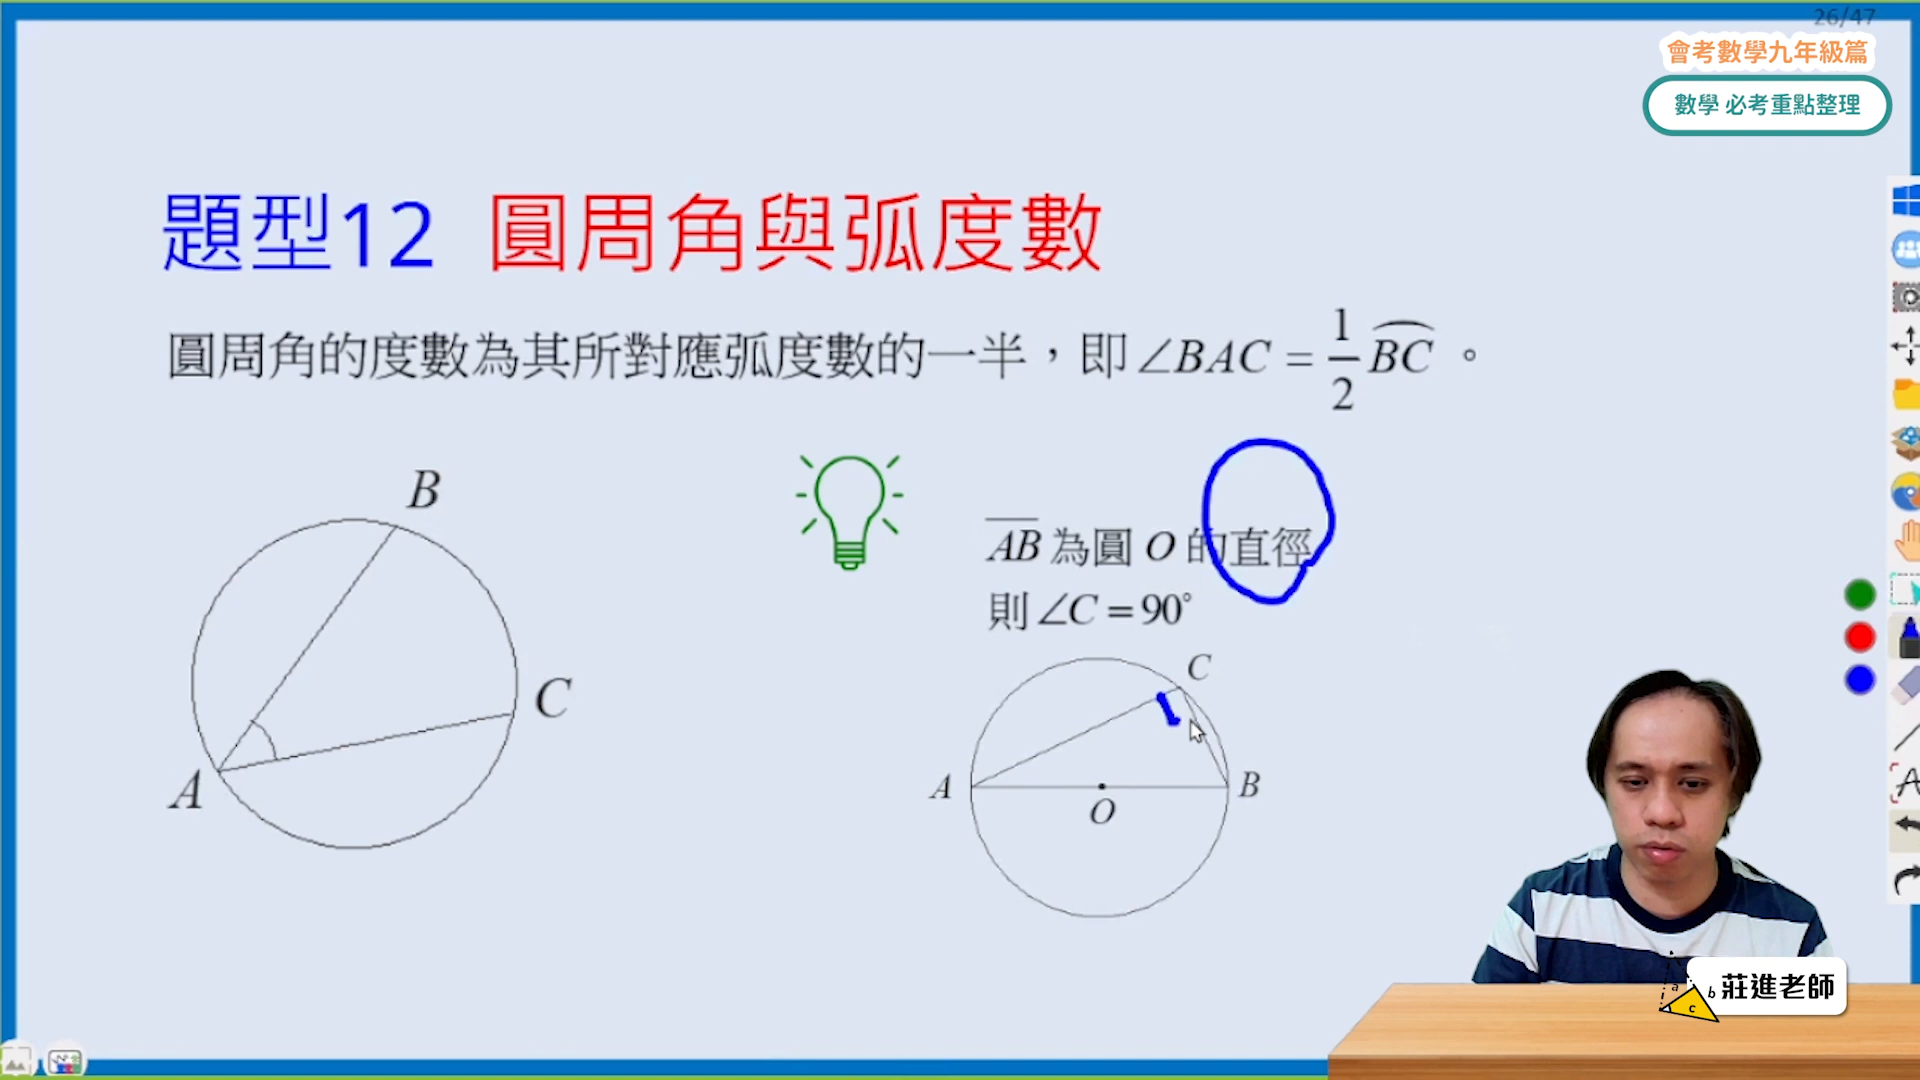 26/47
會考數學九年級篇
數學 必考重點整理
題型12 圓周角與弧度數
圓周角的度數為其所對應弧度數的一半，即∠BAC = 1/2 B͡C 。
B
C
A
A̅B̅ 為圓 O 的直徑
則∠C = 90°
C
A
O
B
A
莊進老師
a
b
c